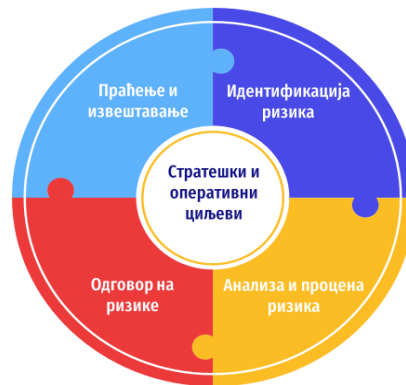 Праћење и
извештавање
Идентификација
ризика
Стратешки и
оперативни
циљеви
Одговор на
ризике
Анализа и процена
ризика